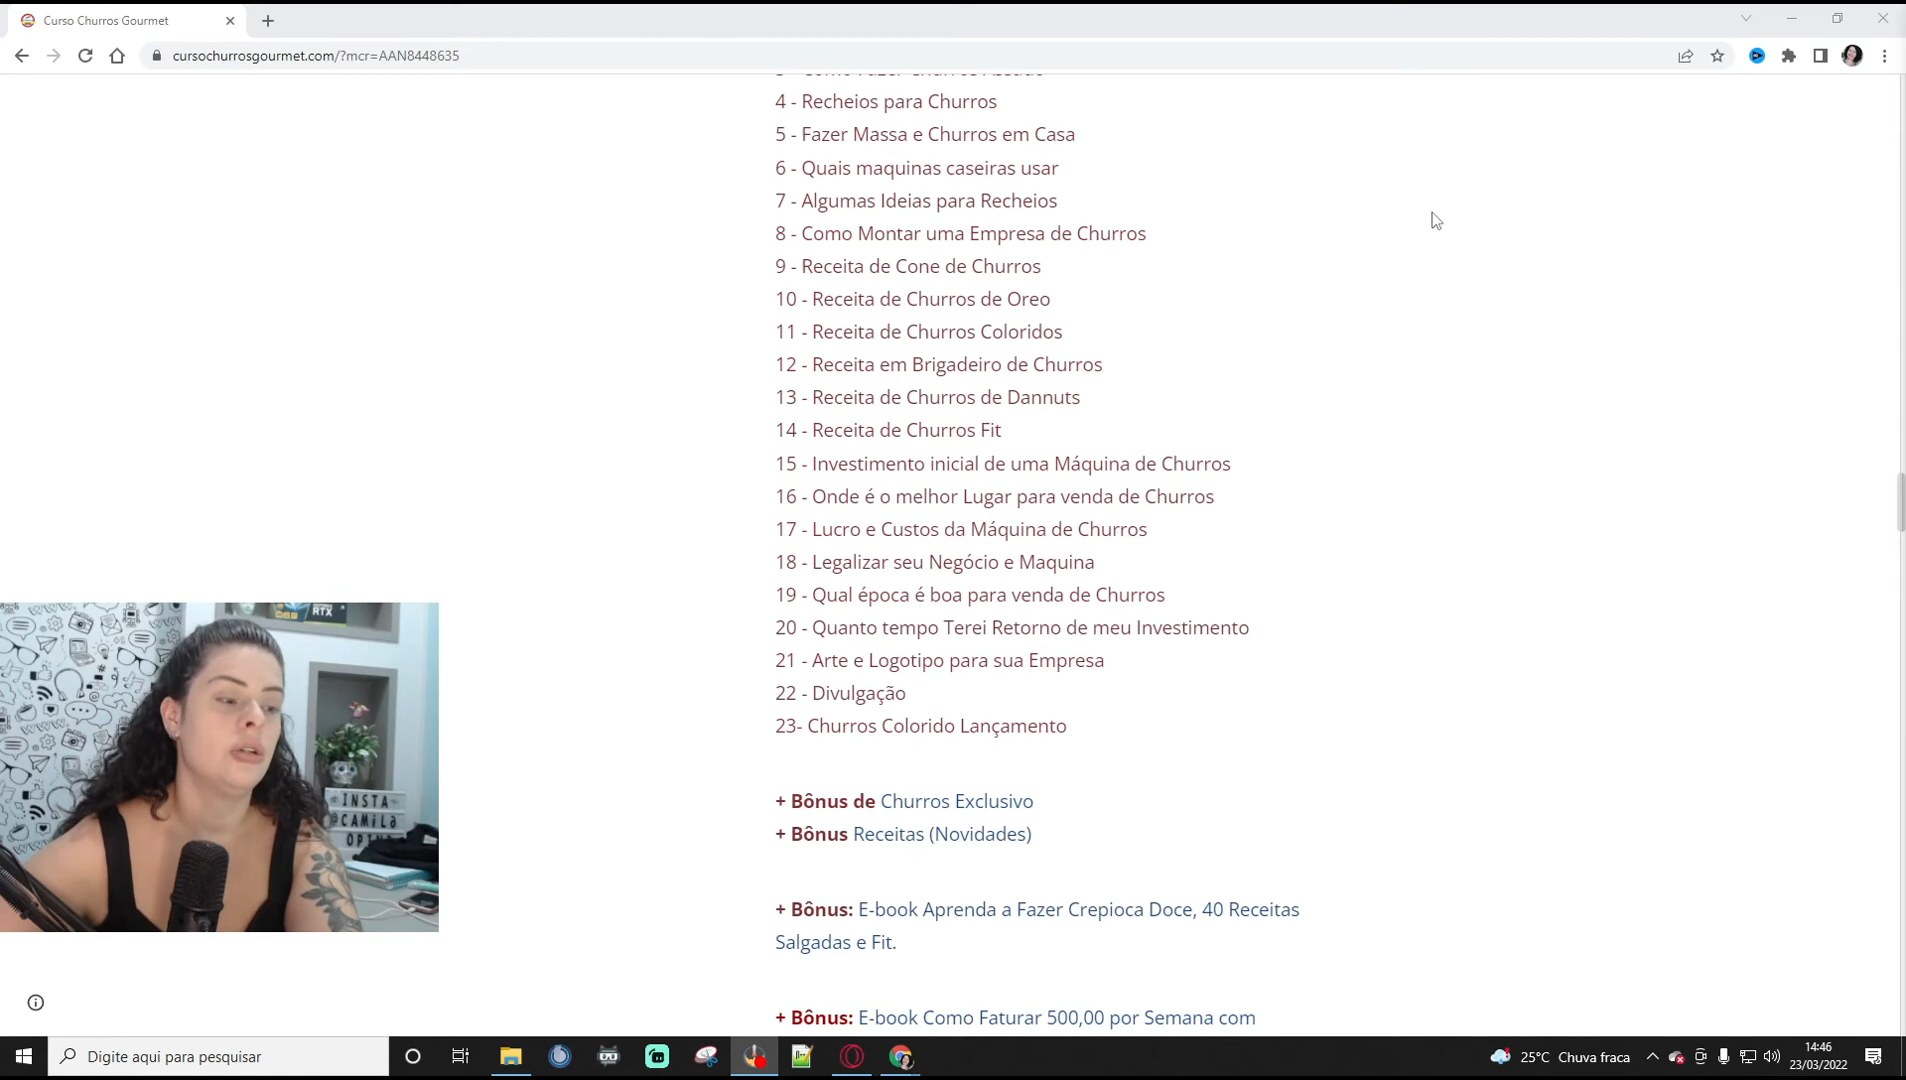 Curso Churros Gourmet
cursochurrosgourmet.com/?mcr=AAN8448635
4 - Recheios para Churros
5 - Fazer Massa e Churros em Casa
6 - Quais maquinas caseiras usar
7 - Algumas Ideias para Recheios
8 - Como Montar uma Empresa de Churros
9 - Receita de Cone de Churros
10 - Receita de Churros de Oreo
11 - Receita de Churros Coloridos
12 - Receita em Brigadeiro de Churros
13 - Receita de Churros de Dannuts
14 - Receita de Churros Fit
15 - Investimento inicial de uma Máquina de Churros
16 - Onde é o melhor Lugar para venda de Churros
17 - Lucro e Custos da Máquina de Churros
18 - Legalizar seu Negócio e Maquina
19 - Qual época é boa para venda de Churros
20 - Quanto tempo Terei Retorno de meu Investimento
21 - Arte e Logotipo para sua Empresa
22 - Divulgação
23- Churros Colorido Lançamento
+ Bônus de Churros Exclusivo
+ Bônus Receitas (Novidades)
+ Bônus: E-book Aprenda a Fazer Crepioca Doce, 40 Receitas
Salgadas e Fit.
+ Bônus: E-book Como Faturar 500,00 por Semana com
RTX
INSTA
@CAMILA
OPIN
Digite aqui para pesquisar
25°C Chuva fraca
14:46
23/03/2022